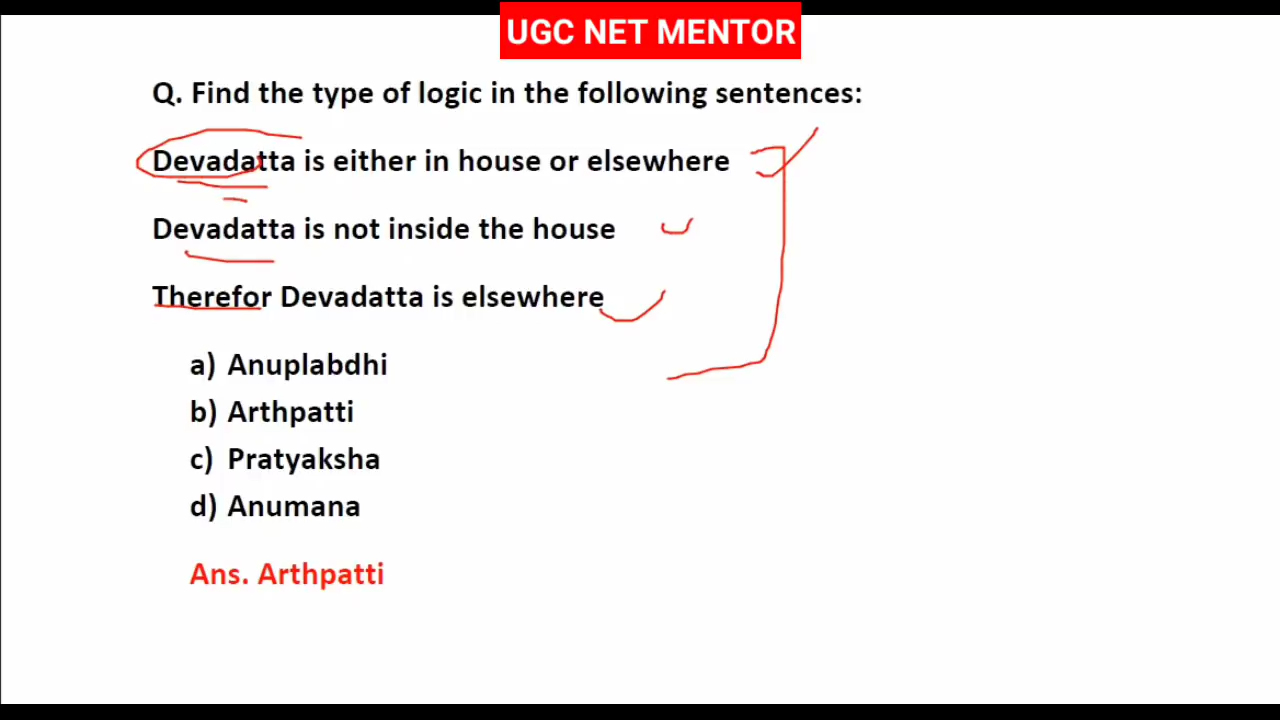 UGC NET MENTOR
Q. Find the type of logic in the following sentences:
Devadatta is either in house or elsewhere
Devadatta is not inside the house
Therefor Devadatta is elsewhere
a) Anuplabdhi
b) Arthpatti
c) Pratyaksha
d) Anumana
Ans. Arthpatti